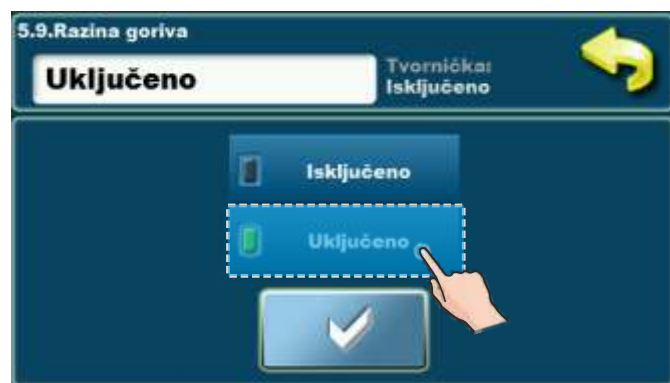 5.9.Razina goriva
Uključeno
Tvornička:
Isključeno
Isključeno
Uključeno